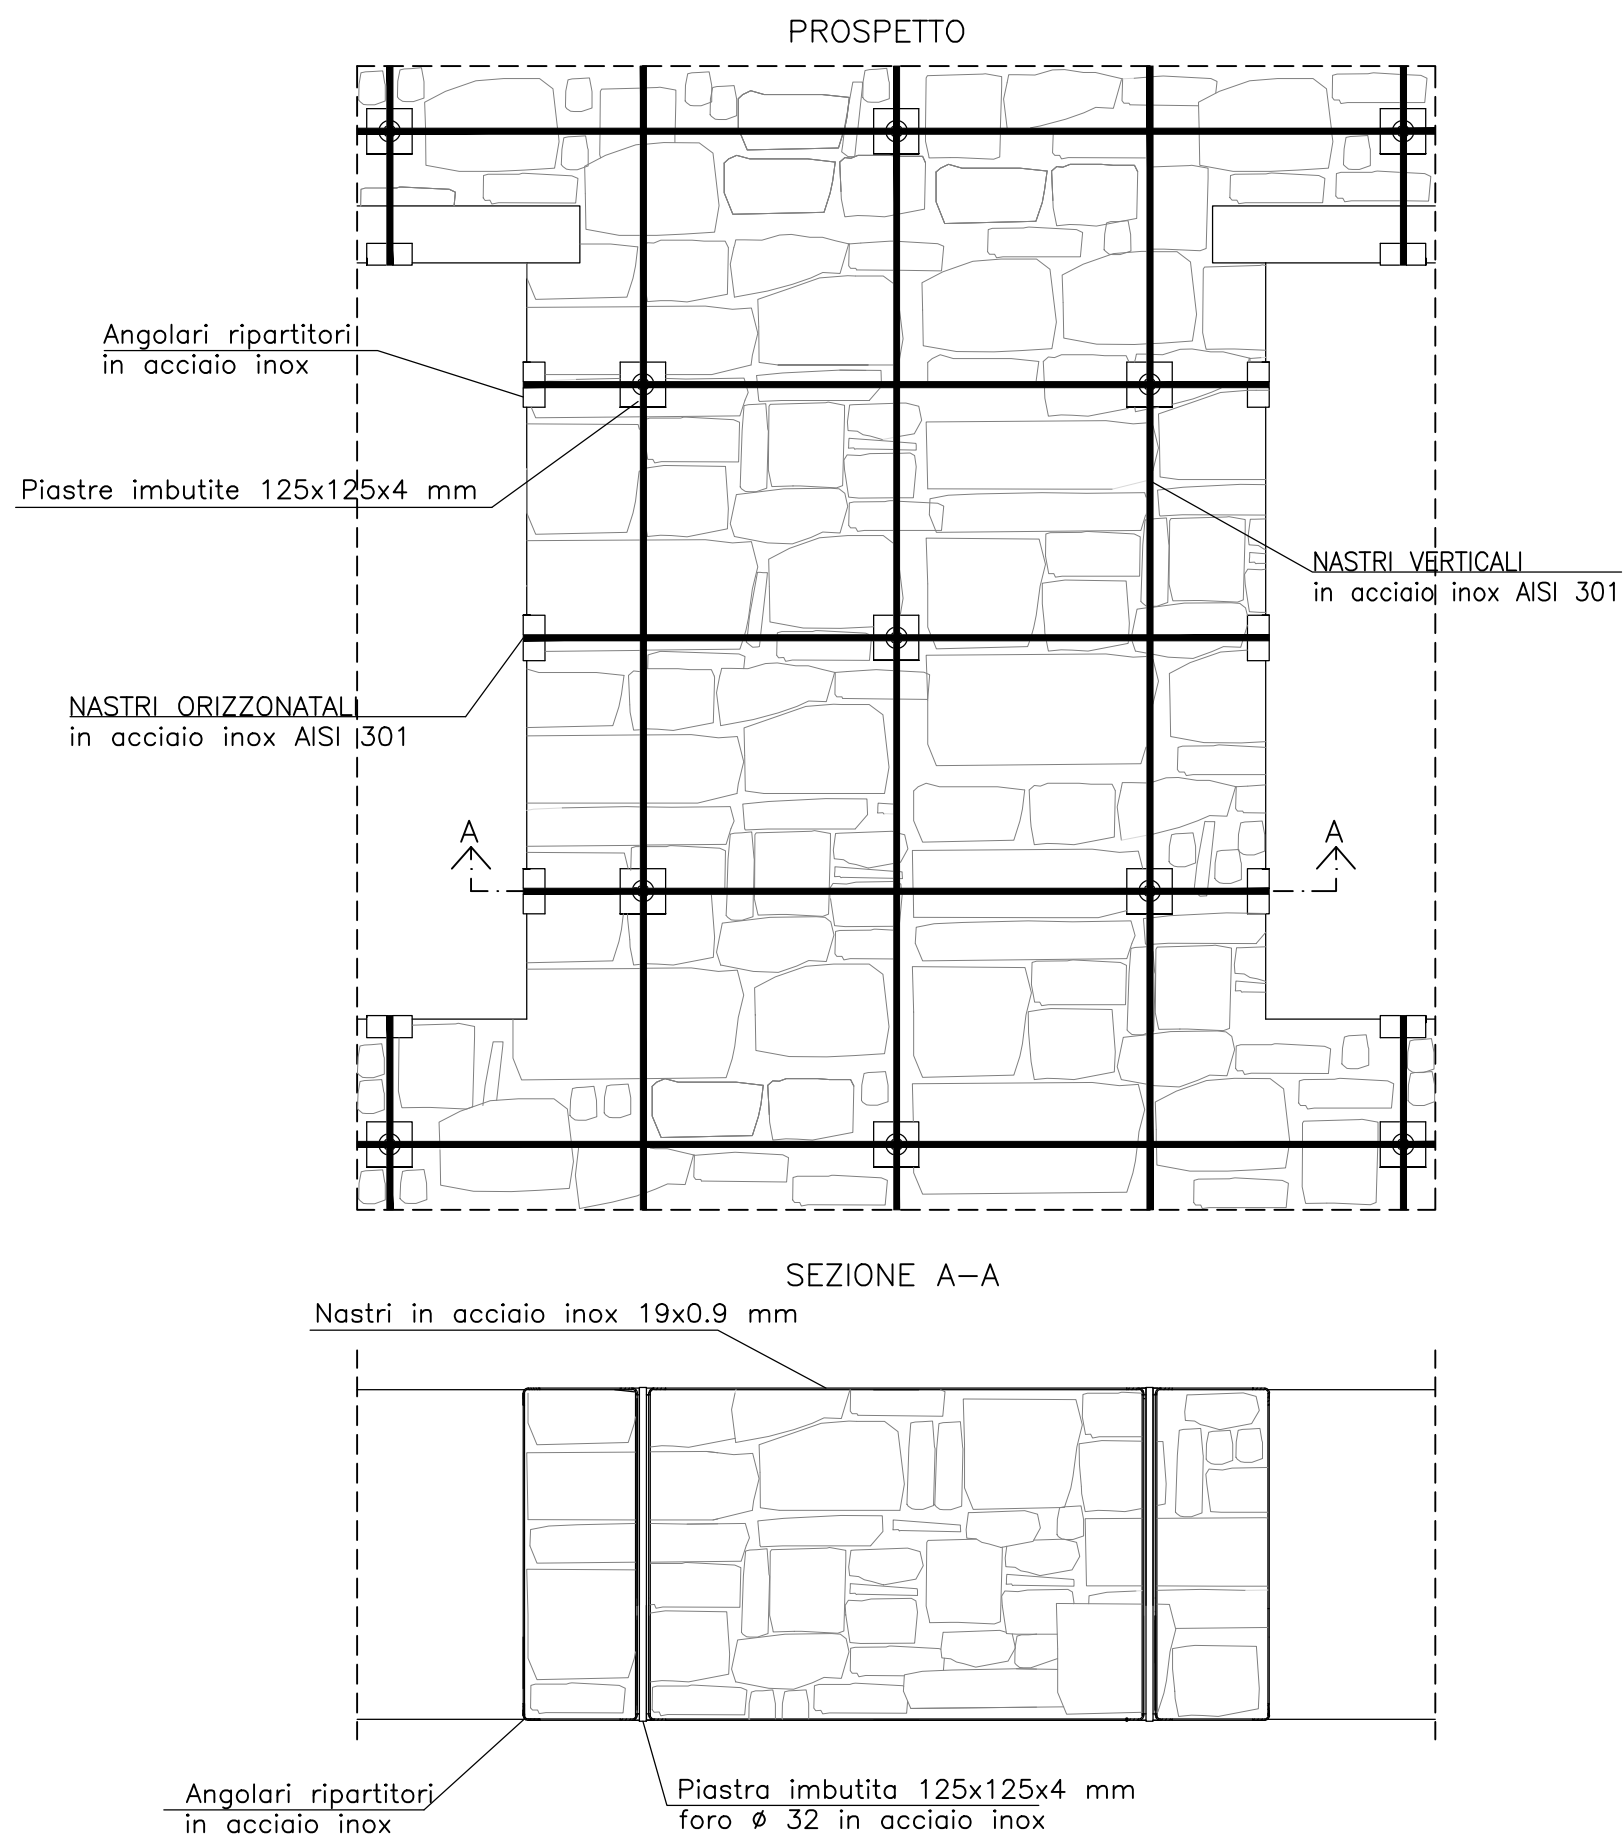 PROSPETTO
Angolari ripartitori
in acciaio inox
Piastre imbutite 125x125x4 mm
NASTRI VERTICALI
in acciaio inox AISI 301
NASTRI ORIZZONATALI
in acciaio inox AISI 301
A
A
SEZIONE A-A
Nastri in acciaio inox 19x0.9 mm
Angolari ripartitori
in acciaio inox
Piastra imbutita 125x125x4 mm
foro ø 32 in acciaio inox